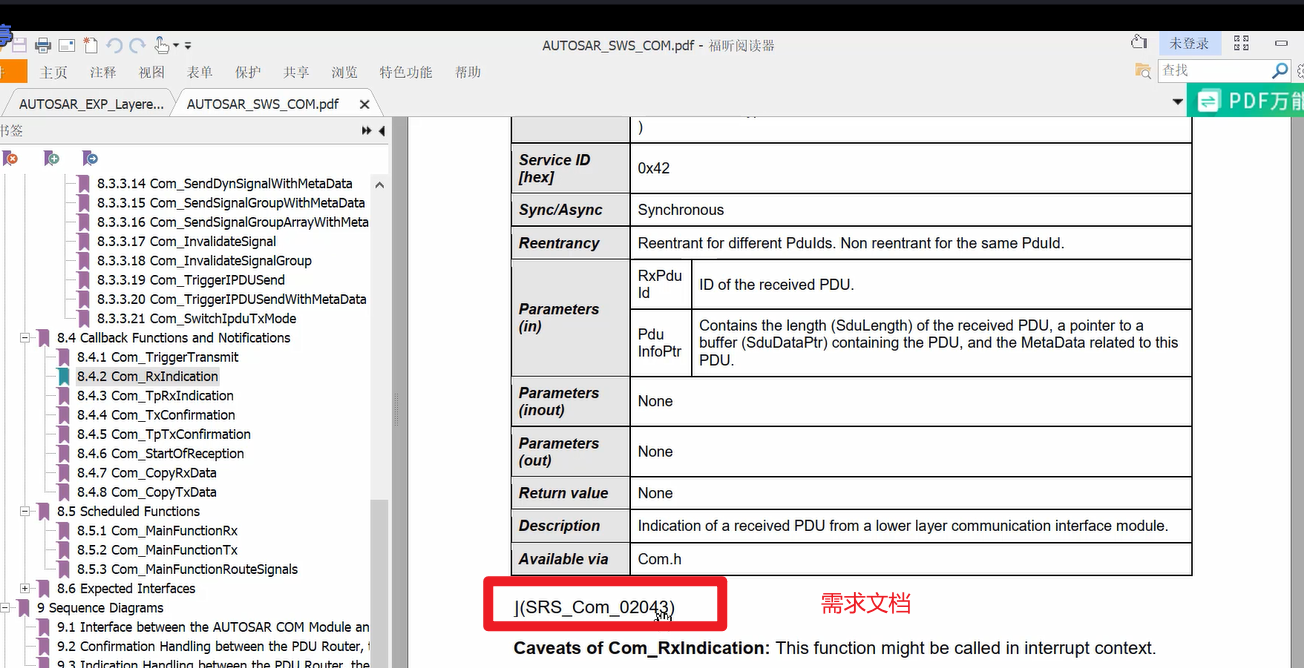 AUTOSAR_SWS_COM.pdf - 福昕阅读器
未登录
主页 注释 视图 表单 保护 共享 浏览 特色功能 帮助
查找
AUTOSAR_EXP_Layere...
AUTOSAR_SWS_COM.pdf
PDF万能
书签
8.3.3.14 Com_SendDynSignalWithMetaData
8.3.3.15 Com_SendSignalGroupWithMetaData
8.3.3.16 Com_SendSignalGroupArrayWithMeta
8.3.3.17 Com_InvalidateSignal
8.3.3.18 Com_InvalidateSignalGroup
8.3.3.19 Com_TriggerIPDUSend
8.3.3.20 Com_TriggerIPDUSendWithMetaData
8.3.3.21 Com_SwitchIpduTxMode
8.4 Callback Functions and Notifications
8.4.1 Com_TriggerTransmit
8.4.2 Com_RxIndication
8.4.3 Com_TpRxIndication
8.4.4 Com_TxConfirmation
8.4.5 Com_TpTxConfirmation
8.4.6 Com_StartOfReception
8.4.7 Com_CopyRxData
8.4.8 Com_CopyTxData
8.5 Scheduled Functions
8.5.1 Com_MainFunctionRx
8.5.2 Com_MainFunctionTx
8.5.3 Com_MainFunctionRouteSignals
8.6 Expected Interfaces
9 Sequence Diagrams
9.1 Interface between the AUTOSAR COM Module an
9.2 Confirmation Handling between the PDU Router,
9.3 Indication Handling between the PDU Router, the
)
Service ID
[hex]
0x42
Sync/Async
Synchronous
Reentrancy
Reentrant for different PduIds. Non reentrant for the same PduId.
Parameters
(in)
RxPdu
Id
ID of the received PDU.
Pdu
InfoPtr
Contains the length (SduLength) of the received PDU, a pointer to a
buffer (SduDataPtr) containing the PDU, and the MetaData related to this
PDU.
Parameters
(inout)
None
Parameters
(out)
None
Return value
None
Description
Indication of a received PDU from a lower layer communication interface module.
Available via
Com.h
⌋(SRS_Com_02043)
需求文档
Caveats of Com_RxIndication: This function might be called in interrupt context.